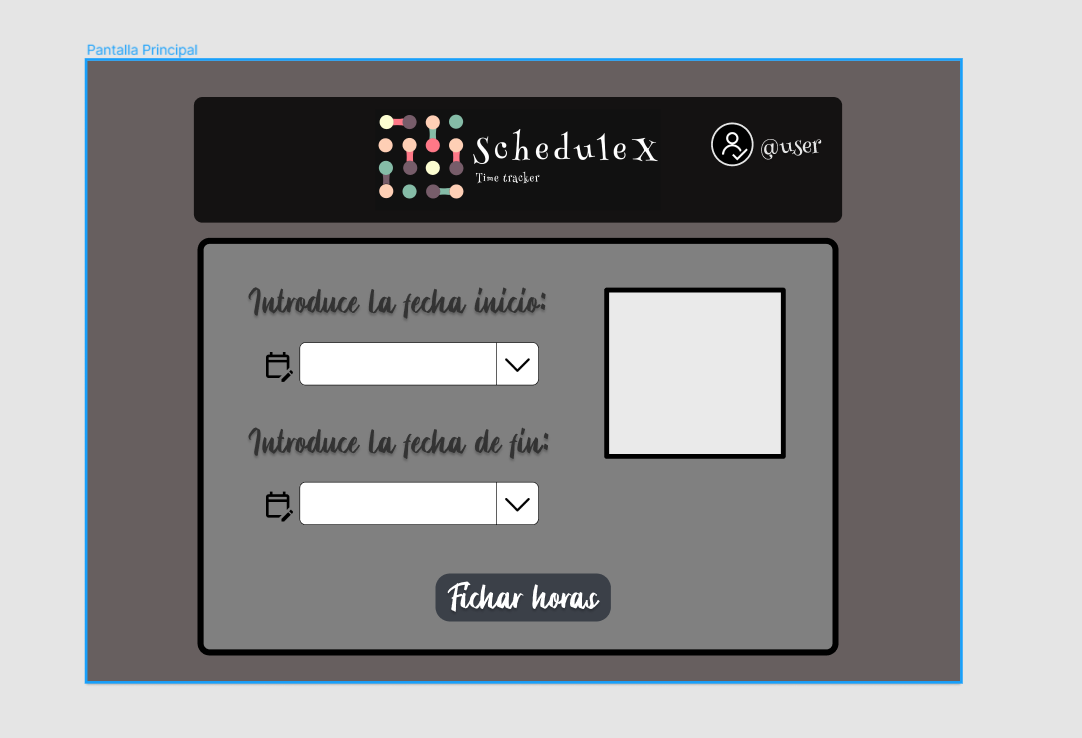 Pantalla Principal
ScheduleX
Time tracker
@user
Introduce la fecha inicio:
Introduce la fecha de fin:
Fichar horas